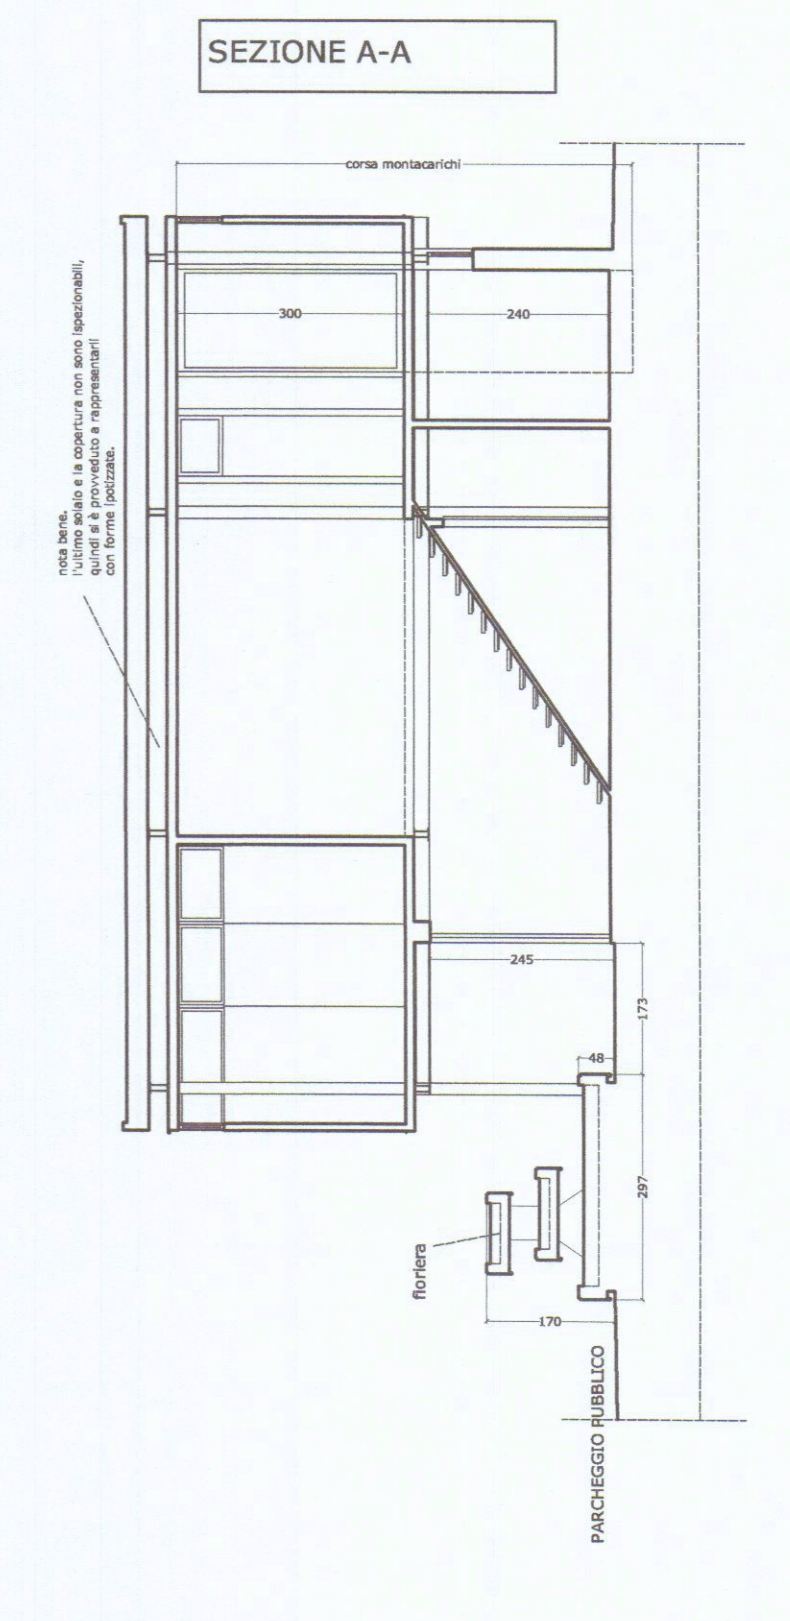 SEZIONE A-A
corsa montacarichi
nota bene.
l'ultimo solaio e la copertura non sono ispezionabili,
quindi si è provveduto a rappresentarli
con forme ipotizzate.
300
240
245
173
48
297
fioriera
170
PARCHEGGIO PUBBLICO